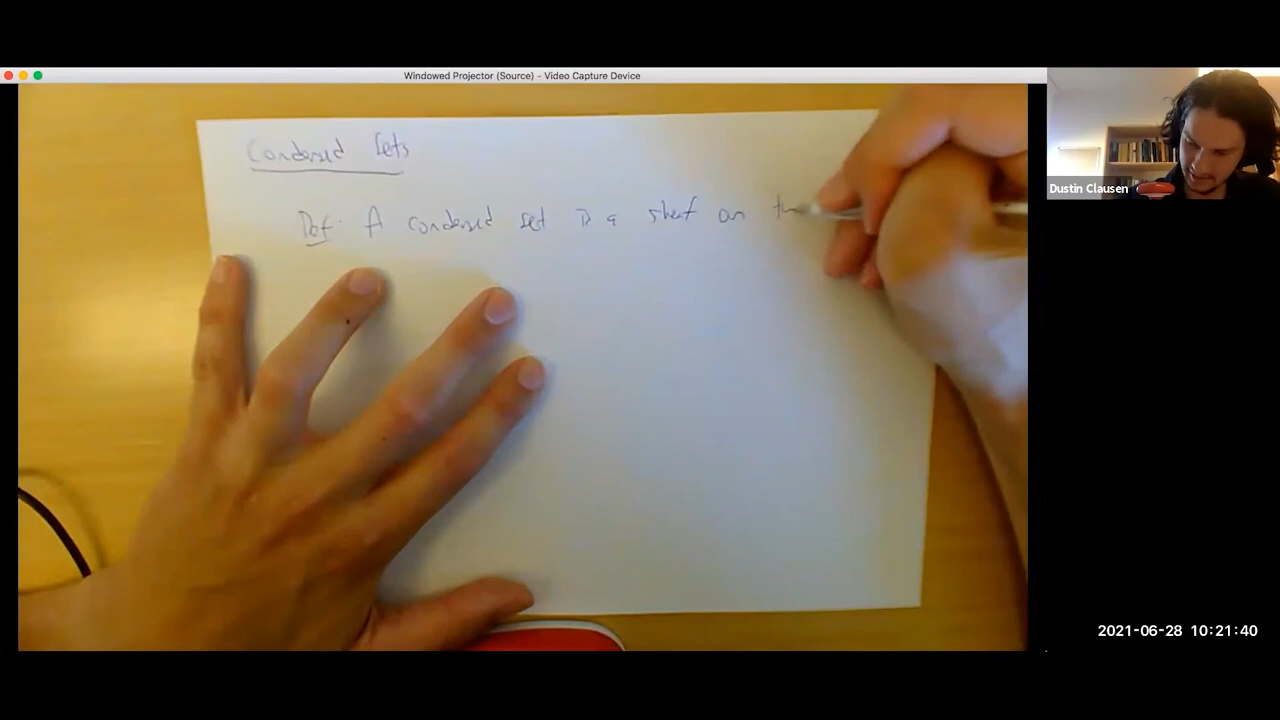 Windowed Projector (Source) - Video Capture Device
Condensed Sets
Def: A condensed set is a sheaf on
Dustin Clausen
2021-06-28 10:21:40